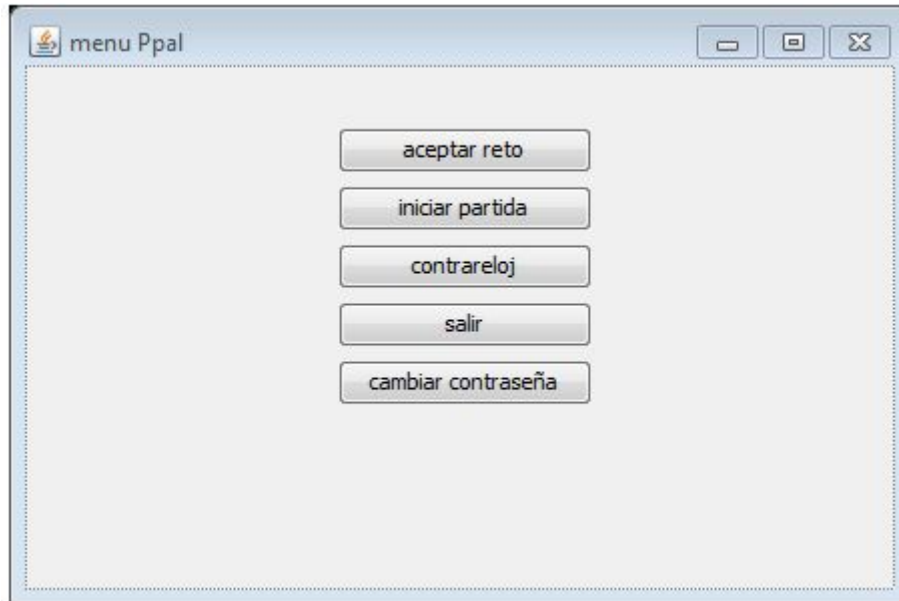 menu Ppal
aceptar reto
iniciar partida
contrareloj
salir
cambiar contraseña